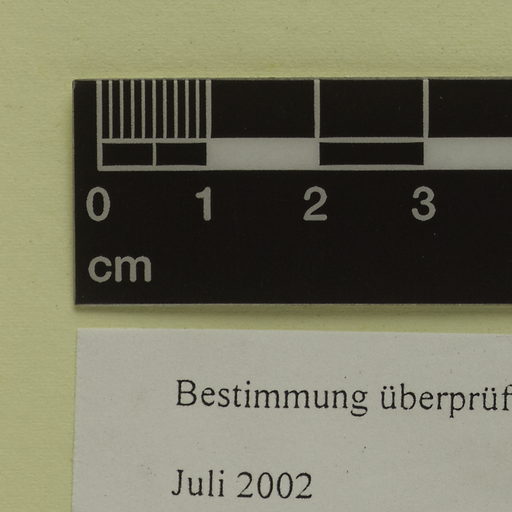 0 1 2 3
cm
Bestimmung überprüf
Juli 2002